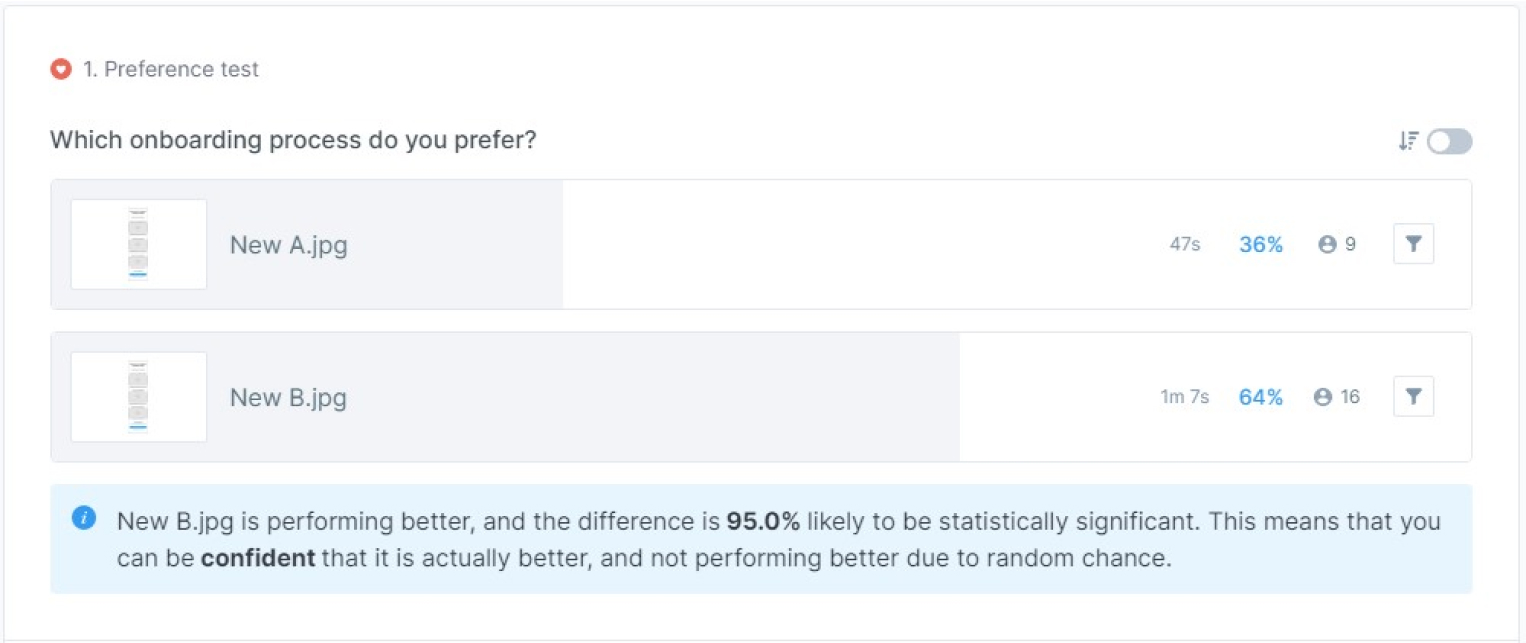 1. Preference test
Which onboarding process do you prefer?
New A.jpg 47s 36% 9
New B.jpg 1m 7s 64% 16
New B.jpg is performing better, and the difference is 95.0% likely to be statistically significant. This means that you
can be confident that it is actually better, and not performing better due to random chance.